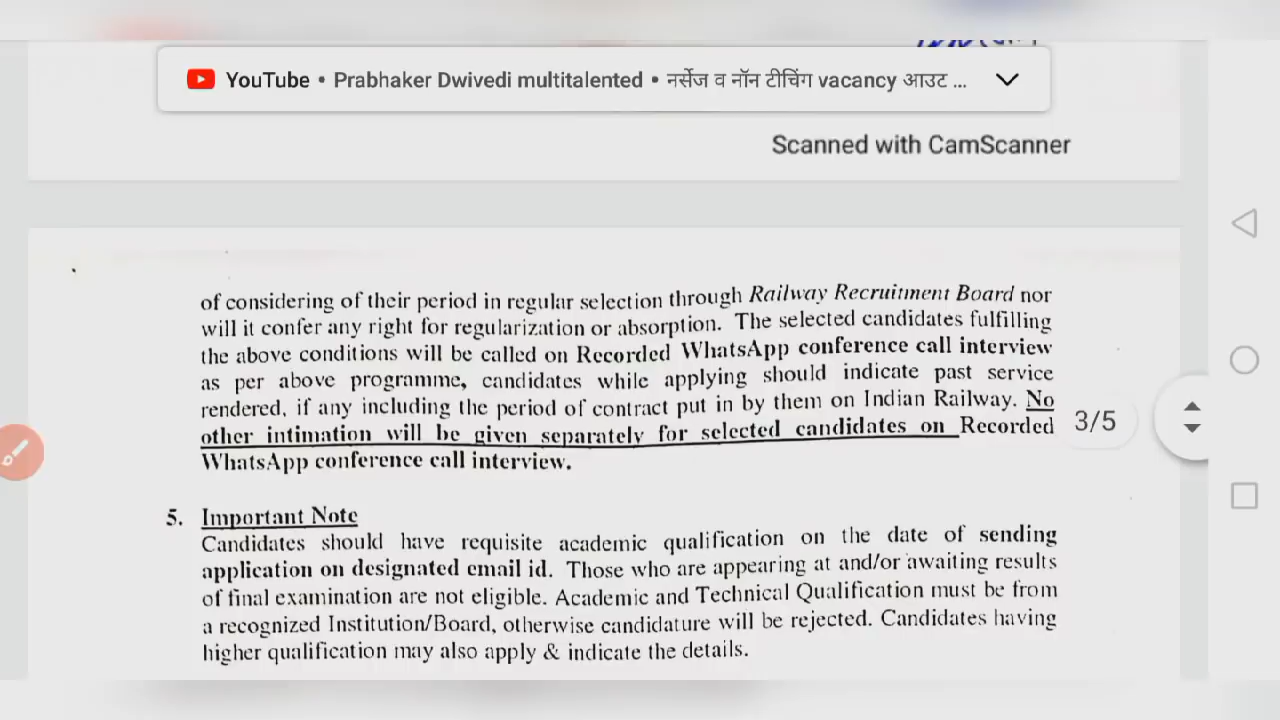 YouTube • Prabhaker Dwivedi multitalented • नर्सेज व नॉन टीचिंग vacancy आउट ...
Scanned with CamScanner
of considering of their period in regular selection through Railway Recruitment Board nor
will it confer any right for regularization or absorption. The selected candidates fulfilling
the above conditions will be called on Recorded WhatsApp conference call interview
as per above programme, candidates while applying should indicate past service
rendered, if any including the period of contract put in by them on Indian Railway. No
other intimation will be given separately for selected candidates on Recorded
WhatsApp conference call interview.
3/5
5. Important Note
Candidates should have requisite academic qualification on the date of sending
application on designated email id. Those who are appearing at and/or awaiting results
of final examination are not eligible. Academic and Technical Qualification must be from
a recognized Institution/Board, otherwise candidature will be rejected. Candidates having
higher qualification may also apply & indicate the details.